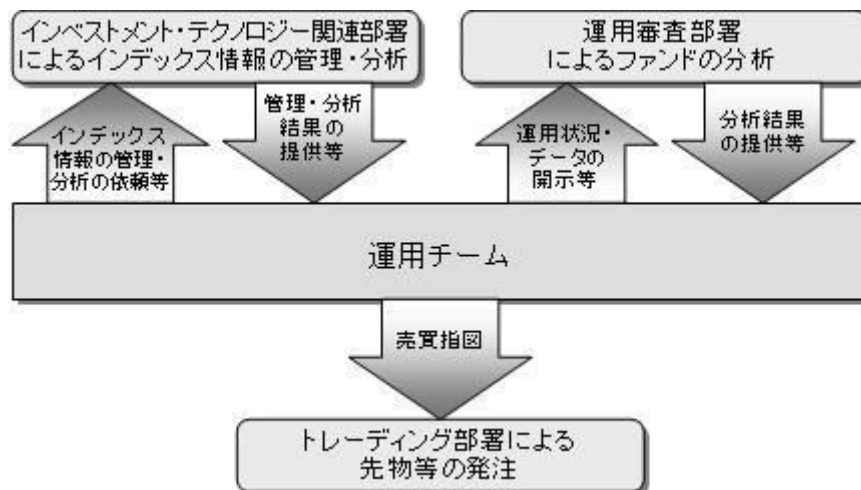 インベストメント・テクノロジー関連部署
によるインデックス情報の管理・分析
運用審査部署
によるファンドの分析
インデックス
情報の管理・
分析の依頼等
管理・分析
結果の
提供等
運用状況・
データの
開示等
分析結果
の提供等
運用チーム
売買指図
トレーディング部署による
先物等の発注